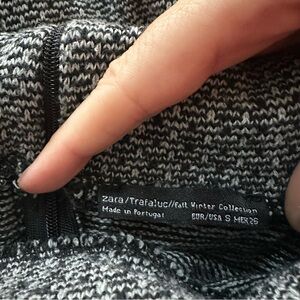 zara/Trafaluc//Fall Winter Collection
Made in Portugal EUR/USA S MEX 26